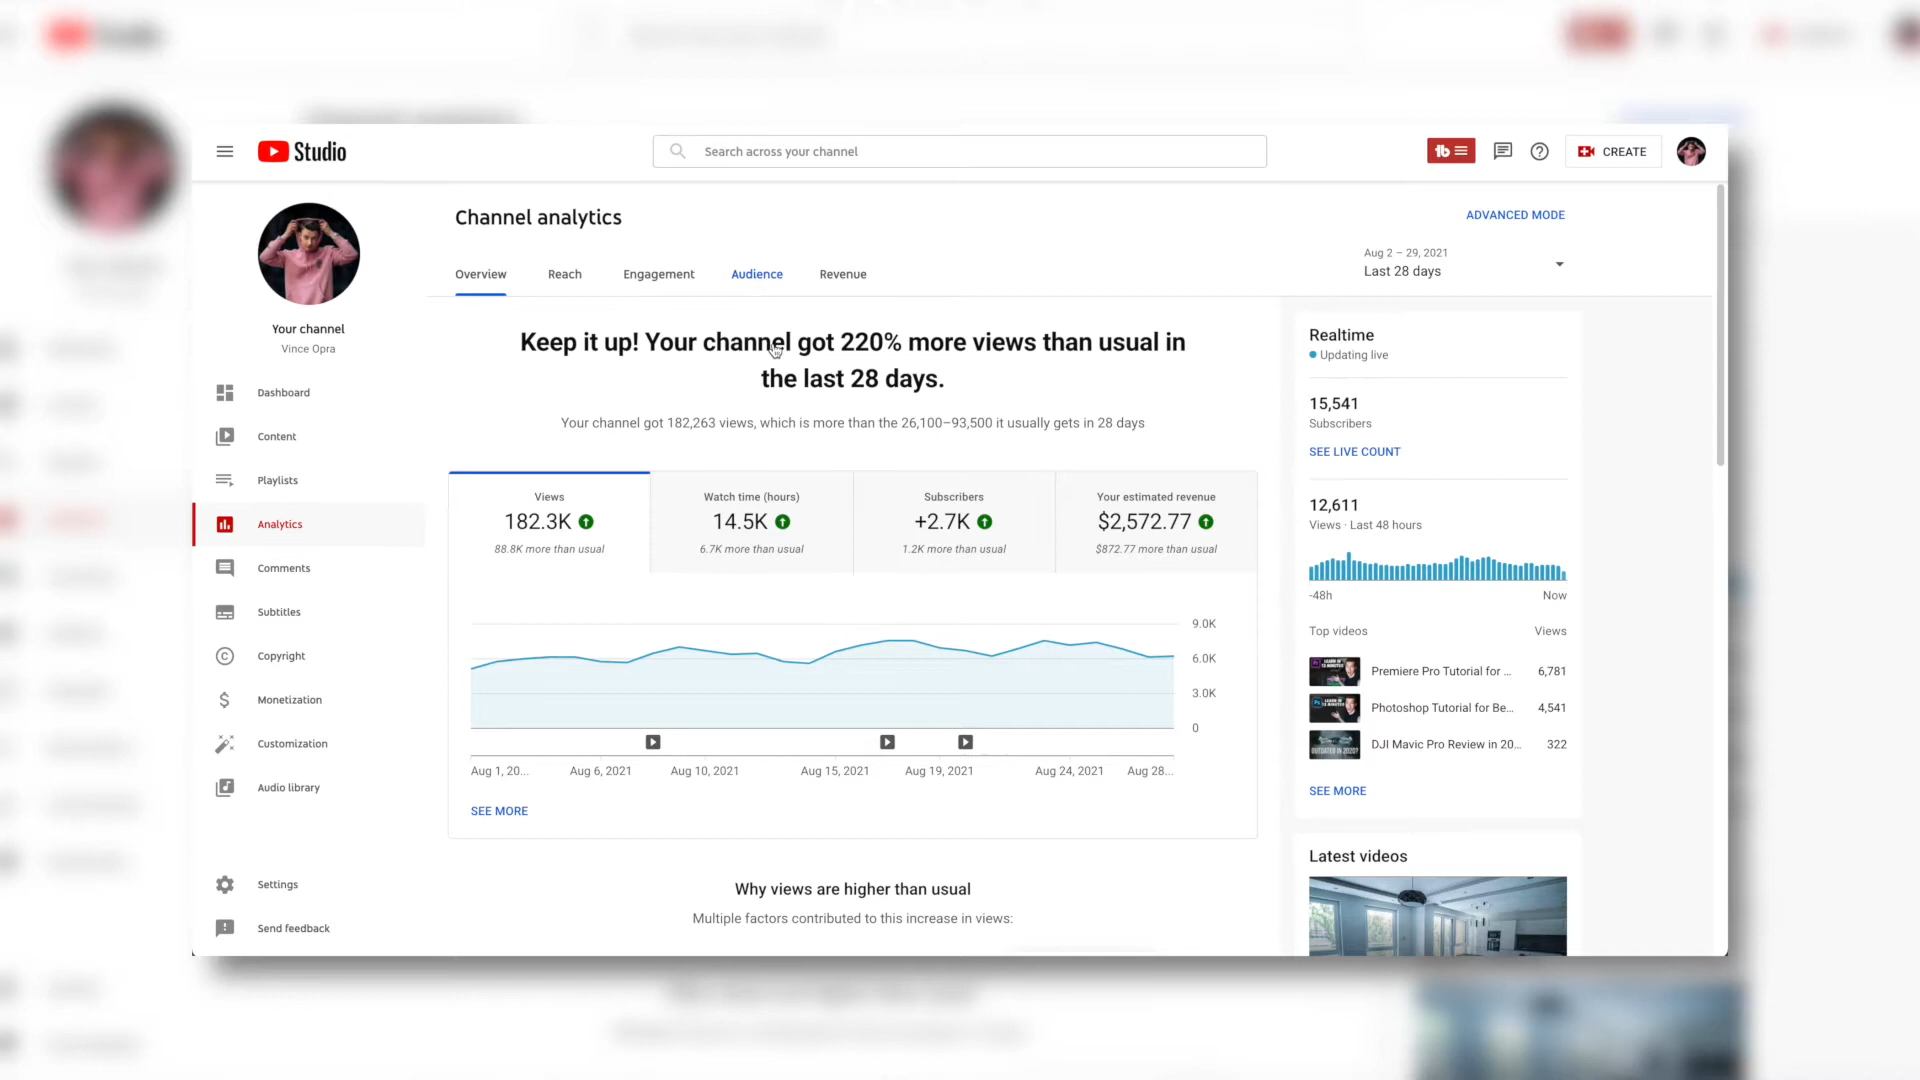 Studio
Search across your channel
CREATE
Channel analytics
ADVANCED MODE
Aug 2 – 29, 2021
Last 28 days
Overview
Reach
Engagement
Audience
Revenue
Your channel
Vince Opra
Dashboard
Content
Playlists
Analytics
Comments
Subtitles
Copyright
Monetization
Customization
Audio library
Settings
Send feedback
Keep it up! Your channel got 220% more views than usual in
the last 28 days.
Your channel got 182,263 views, which is more than the 26,100–93,500 it usually gets in 28 days
Views
182.3K
88.8K more than usual
Watch time (hours)
14.5K
6.7K more than usual
Subscribers
+2.7K
1.2K more than usual
Your estimated revenue
$2,572.77
$872.77 more than usual
9.0K
6.0K
3.0K
0
Aug 1, 20...
Aug 6, 2021
Aug 10, 2021
Aug 15, 2021
Aug 19, 2021
Aug 24, 2021
Aug 28...
SEE MORE
Why views are higher than usual
Multiple factors contributed to this increase in views:
Realtime
Updating live
15,541
Subscribers
SEE LIVE COUNT
12,611
Views · Last 48 hours
-48h
Now
Top videos
Views
Premiere Pro Tutorial for ...
6,781
Photoshop Tutorial for Be...
4,541
DJI Mavic Pro Review in 20...
322
SEE MORE
Latest videos